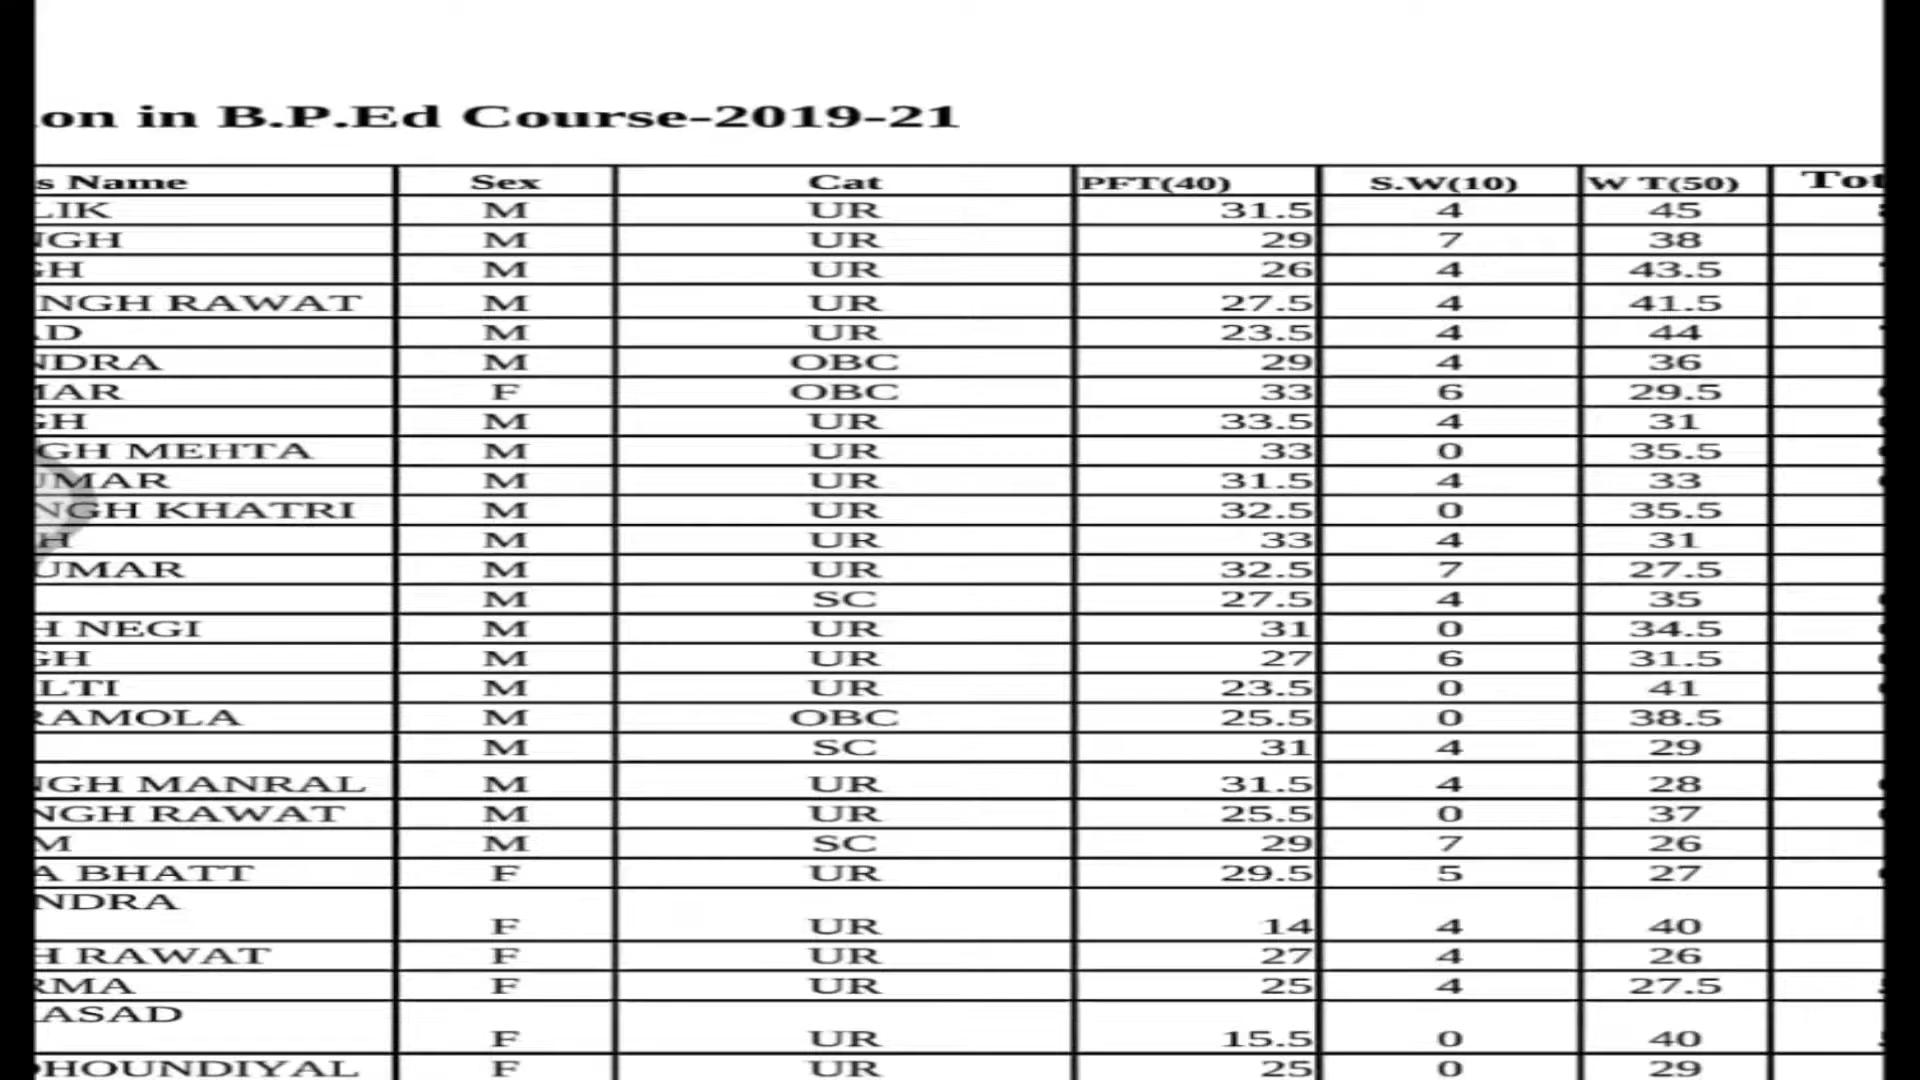 on in B.P.Ed Course-2019-21
s Name Sex Cat PFT(40) S.W(10) W T(50) Tot
LIK M UR 31.5 4 45
NGH M UR 29 7 38
GH M UR 26 4 43.5
NGH RAWAT M UR 27.5 4 41.5
AD M UR 23.5 4 44
NDRA M OBC 29 4 36
MAR F OBC 33 6 29.5
GH M UR 33.5 4 31
GH MEHTA M UR 33 0 35.5
UMAR M UR 31.5 4 33
NGH KHATRI M UR 32.5 0 35.5
H M UR 33 4 31
UMAR M UR 32.5 7 27.5
M SC 27.5 4 35
H NEGI M UR 31 0 34.5
GH M UR 27 6 31.5
LTI M UR 23.5 0 41
RAMOLA M OBC 25.5 0 38.5
M SC 31 4 29
NGH MANRAL M UR 31.5 4 28
NGH RAWAT M UR 25.5 0 37
M M SC 29 7 26
A BHATT F UR 29.5 5 27
NDRA
F UR 14 4 40
H RAWAT F UR 27 4 26
RMA F UR 25 4 27.5
ASAD
F UR 15.5 0 40
DHOUNDIYAL F UR 25 0 29